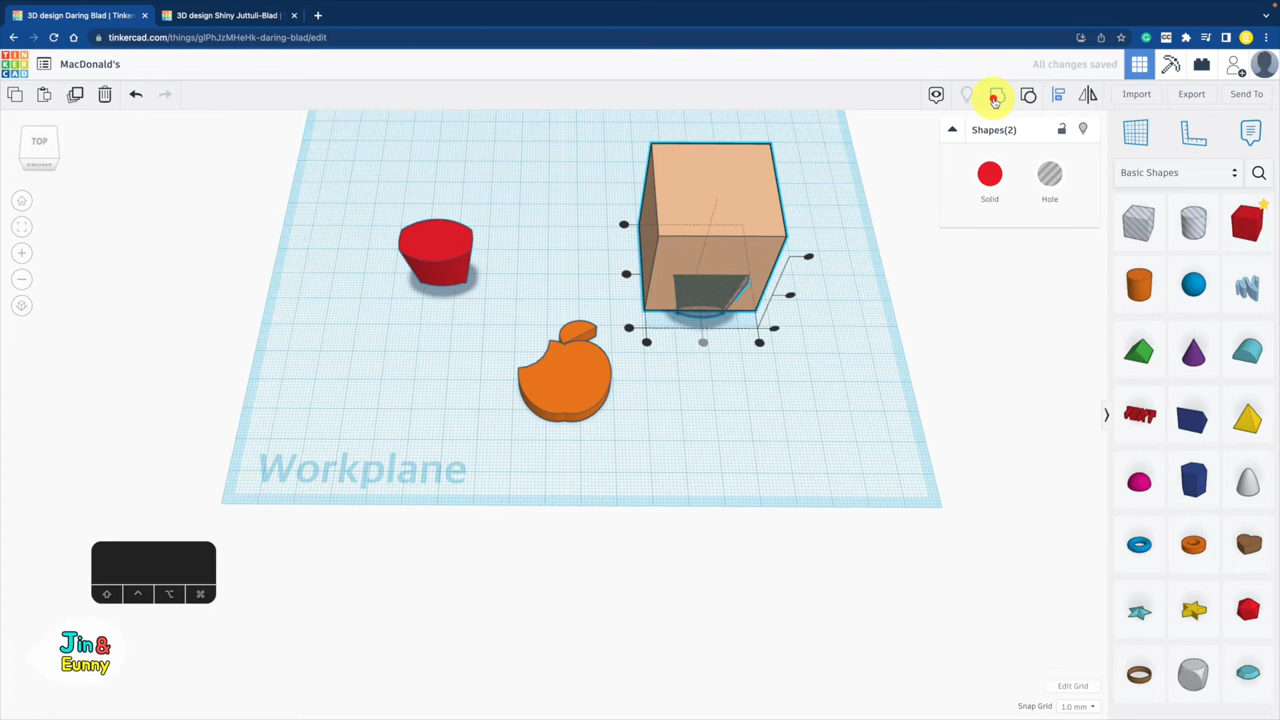 3D design Daring Blad | Tinker
3D design Shiny Juttuli-Blad |
tinkercad.com/things/glPhJzMHeHk-daring-blad/edit
E
TIN
KER
CAD
MacDonald's
All changes saved
Import
Export
Send To
TOP
FRONT
Shapes(2)
Solid
Hole
Basic Shapes
TEXT
Workplane
Jin&
Eunny
Edit Grid
Snap Grid
1.0 mm